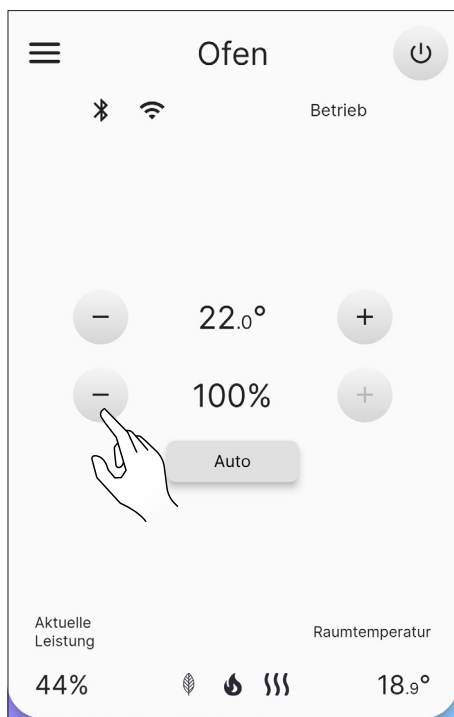 Ofen
Betrieb
− 22.0° +
− 100% +
Auto
Aktuelle
Leistung
Raumtemperatur
44%
18.9°